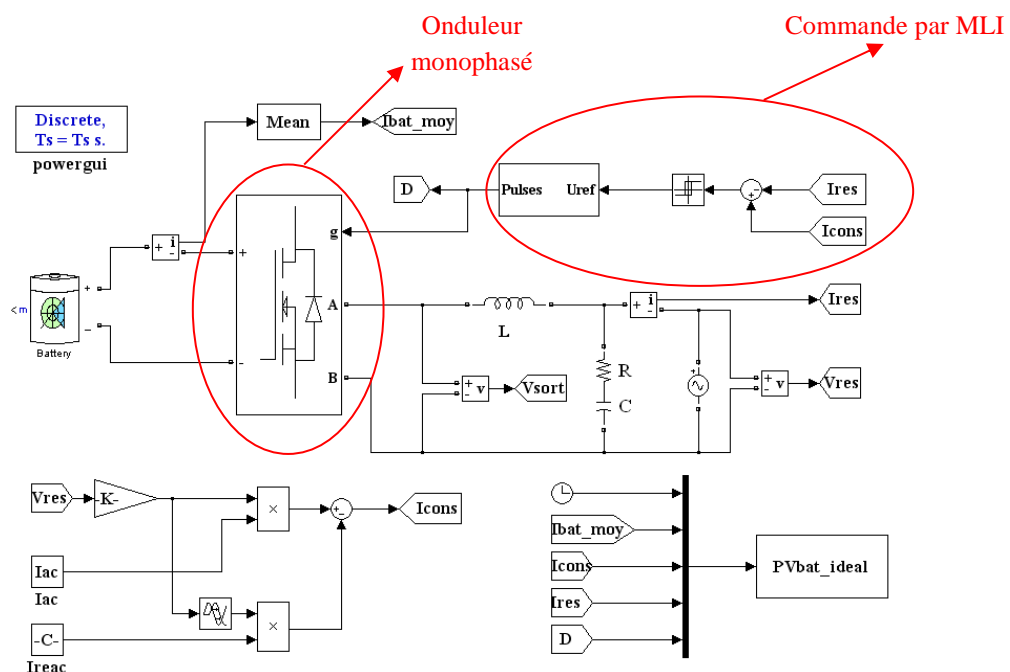 Onduleur
monophasé
Commande par MLI
Discrete,
Ts = Ts s.
powergui
Mean
Ibat_moy
D
Pulses
Uref
Ires
Icons
i
+
-
g
+
-
A
B
+
-
<m
Battery
L
i
+
-
Ires
R
C
+
+
-
v
Vsort
+
-
v
Vres
Vres
-K-
×
+
-
Icons
Iac
Iac
×
-C-
Ireac
Ibat_moy
Icons
Ires
D
PVbat_ideal